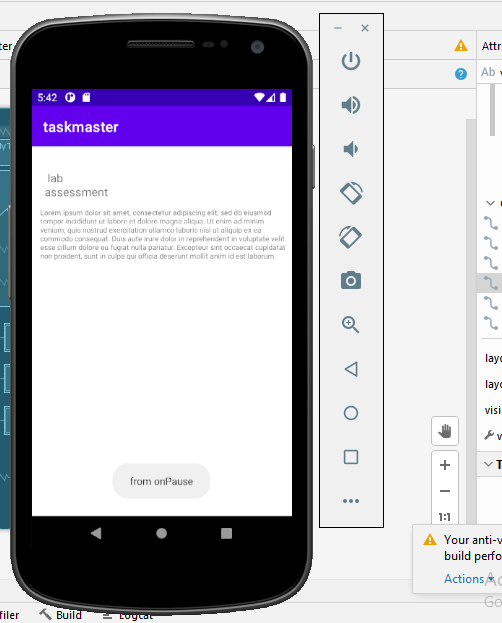 ter
Attr
5:42
Ab
taskmaster
lab
assessment
Lorem ipsum dolor sit amet, consectetur adipiscing elit, sed do eiusmod
tempor incididunt ut labore et dolore magna aliqua. Ut enim ad minim
veniam, quis nostrud exercitation ullamco laboris nisi ut aliquip ex ea
commodo consequat. Duis aute irure dolor in reprehenderit in voluptate velit
esse cillum dolore eu fugiat nulla pariatur. Excepteur sint occaecat cupidatat
non proident, sunt in culpa qui officia deserunt mollit anim id est laborum.
layo
layo
visi
from onPause
1:1
Your anti-v
build perfo
Actions
Go
filer
Build
Logcat